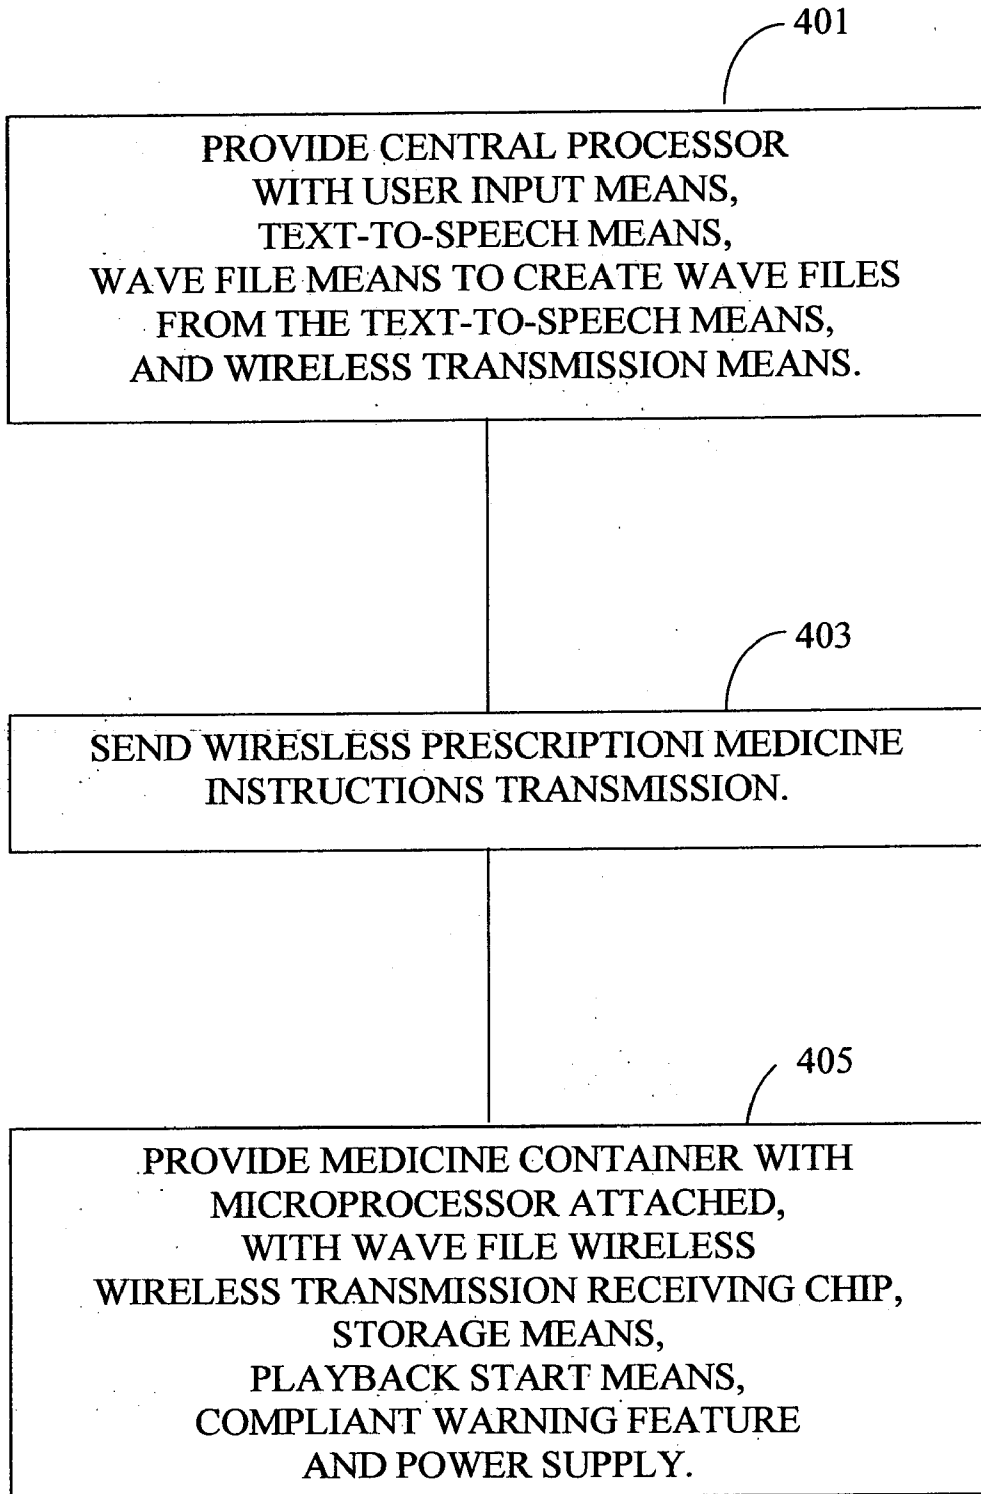 401
PROVIDE CENTRAL PROCESSOR
WITH USER INPUT MEANS,
TEXT-TO-SPEECH MEANS,
WAVE FILE MEANS TO CREATE WAVE FILES
FROM THE TEXT-TO-SPEECH MEANS,
AND WIRELESS TRANSMISSION MEANS.
403
SEND WIRESLESS PRESCRIPTIONI MEDICINE
INSTRUCTIONS TRANSMISSION.
405
PROVIDE MEDICINE CONTAINER WITH
MICROPROCESSOR ATTACHED,
WITH WAVE FILE WIRELESS
WIRELESS TRANSMISSION RECEIVING CHIP,
STORAGE MEANS,
PLAYBACK START MEANS,
COMPLIANT WARNING FEATURE
AND POWER SUPPLY.